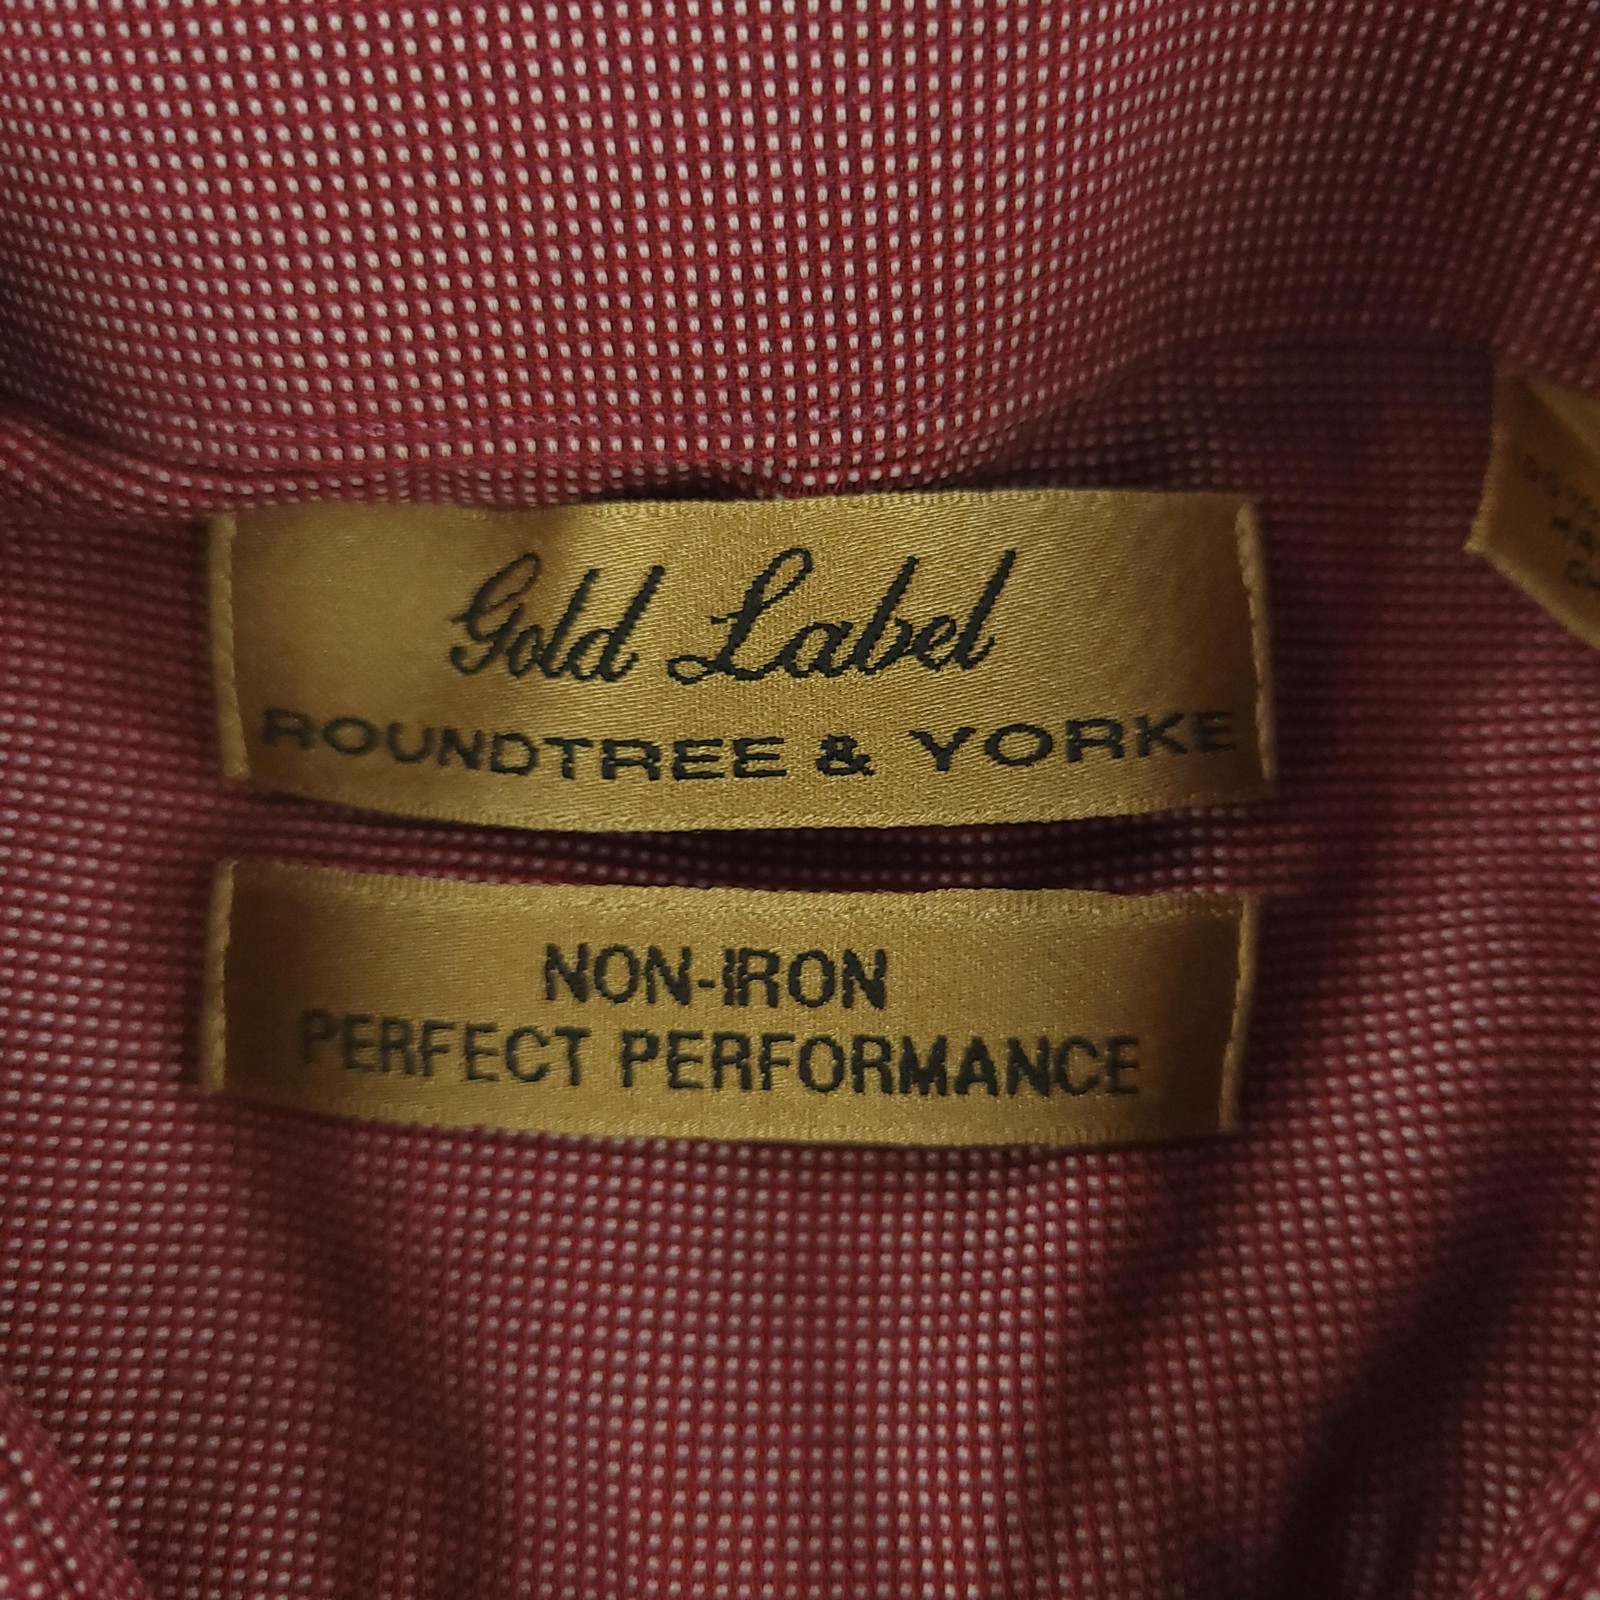 Gold Label
ROUNDTREE & YORKE
NON-IRON
PERFECT PERFORMANCE